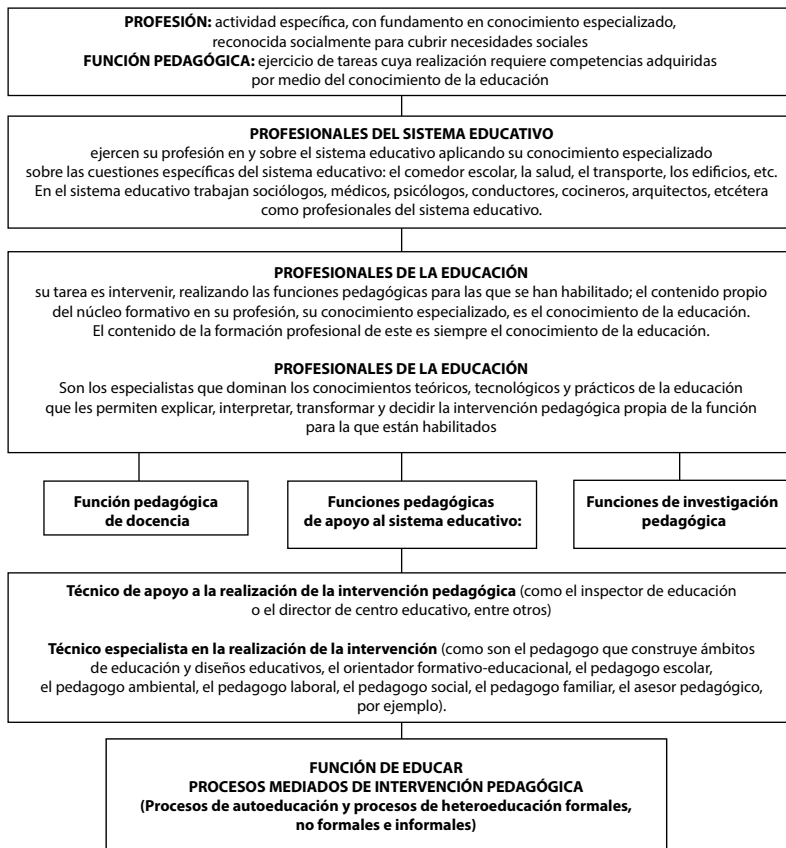 PROFESIÓN: actividad específica, con fundamento en conocimiento especializado,
reconocida socialmente para cubrir necesidades sociales
FUNCIÓN PEDAGÓGICA: ejercicio de tareas cuya realización requiere competencias adquiridas
por medio del conocimiento de la educación
PROFESIONALES DEL SISTEMA EDUCATIVO
ejercen su profesión en y sobre el sistema educativo aplicando su conocimiento especializado
sobre las cuestiones específicas del sistema educativo: el comedor escolar, la salud, el transporte, los edificios, etc.
En el sistema educativo trabajan sociólogos, médicos, psicólogos, conductores, cocineros, arquitectos, etcétera
como profesionales del sistema educativo.
PROFESIONALES DE LA EDUCACIÓN
su tarea es intervenir, realizando las funciones pedagógicas para las que se han habilitado; el contenido propio
del núcleo formativo en su profesión, su conocimiento especializado, es el conocimiento de la educación.
El contenido de la formación profesional de este es siempre el conocimiento de la educación.
PROFESIONALES DE LA EDUCACIÓN
Son los especialistas que dominan los conocimientos teóricos, tecnológicos y prácticos de la educación
que les permiten explicar, interpretar, transformar y decidir la intervención pedagógica propia de la función
para la que están habilitados
Función pedagógica
de docencia
Funciones pedagógicas
de apoyo al sistema educativo:
Funciones de investigación
pedagógica
Técnico de apoyo a la realización de la intervención pedagógica (como el inspector de educación
o el director de centro educativo, entre otros)
Técnico especialista en la realización de la intervención (como son el pedagogo que construye ámbitos
de educación y diseños educativos, el orientador formativo-educacional, el pedagogo escolar,
el pedagogo ambiental, el pedagogo laboral, el pedagogo social, el pedagogo familiar, el asesor pedagógico,
por ejemplo).
FUNCIÓN DE EDUCAR
PROCESOS MEDIADOS DE INTERVENCIÓN PEDAGÓGICA
(Procesos de autoeducación y procesos de heteroeducación formales,
no formales e informales)